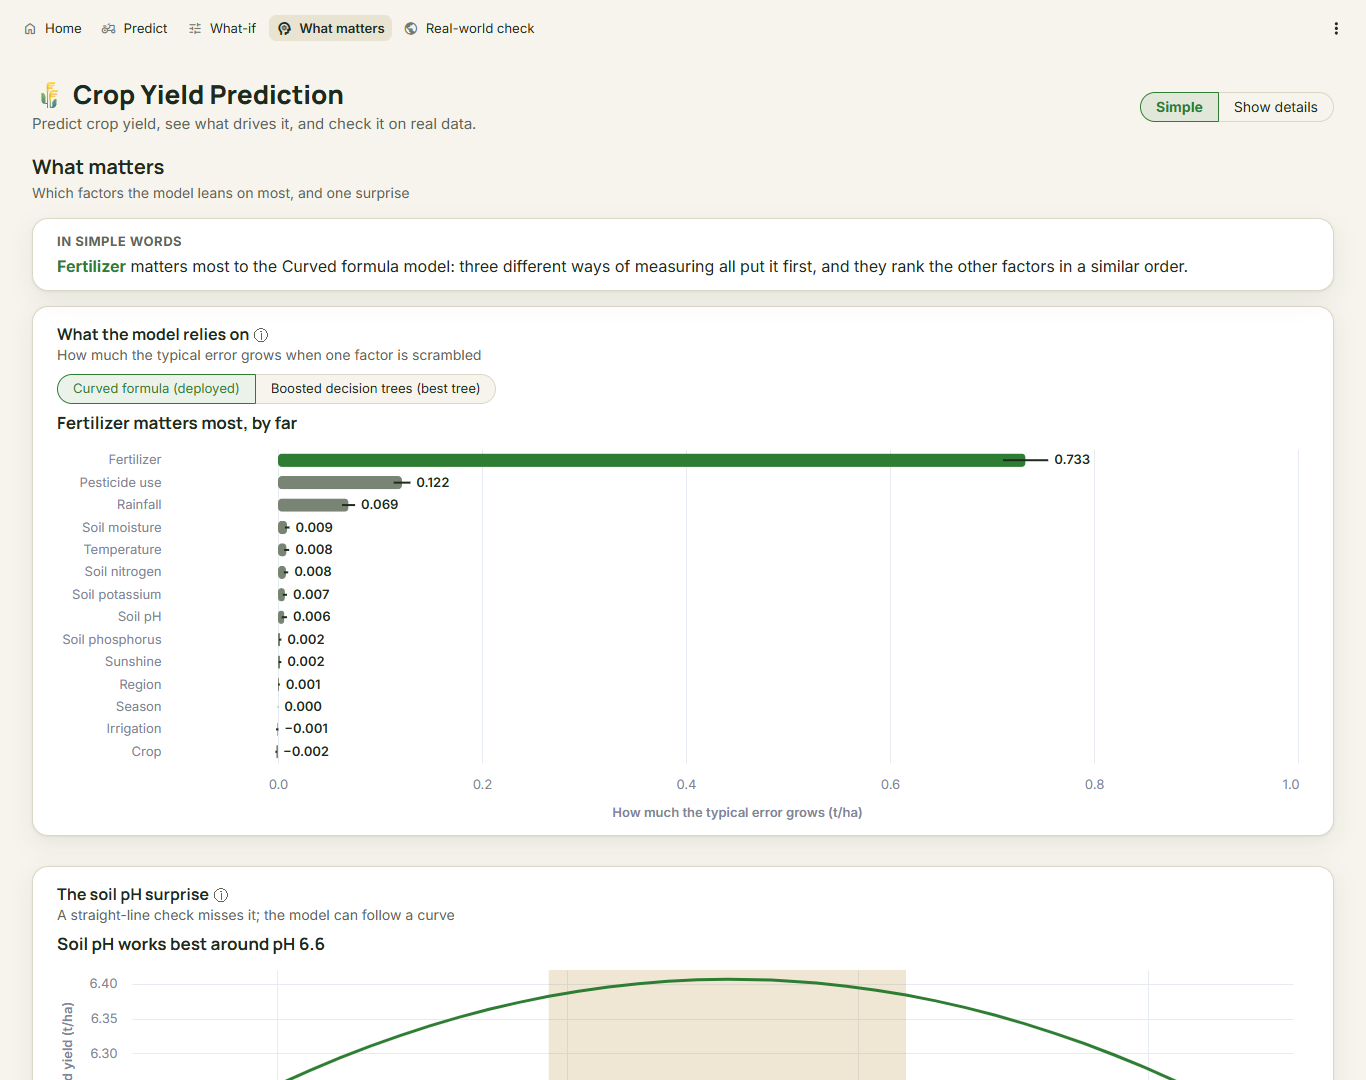 Home Predict What-if What matters Real-world check
Crop Yield Prediction
Predict crop yield, see what drives it, and check it on real data.
Simple Show details
What matters
Which factors the model leans on most, and one surprise
IN SIMPLE WORDS
Fertilizer matters most to the Curved formula model: three different ways of measuring all put it first, and they rank the other factors in a similar order.
What the model relies on
How much the typical error grows when one factor is scrambled
Curved formula (deployed) Boosted decision trees (best tree)
Fertilizer matters most, by far
Fertilizer 0.733
Pesticide use 0.122
Rainfall 0.069
Soil moisture 0.009
Temperature 0.008
Soil nitrogen 0.008
Soil potassium 0.007
Soil pH 0.006
Soil phosphorus 0.002
Sunshine 0.002
Region 0.001
Season 0.000
Irrigation −0.001
Crop −0.002
0.0 0.2 0.4 0.6 0.8 1.0
How much the typical error grows (t/ha)
The soil pH surprise
A straight-line check misses it; the model can follow a curve
Soil pH works best around pH 6.6
6.40
6.35
6.30
d yield (t/ha)